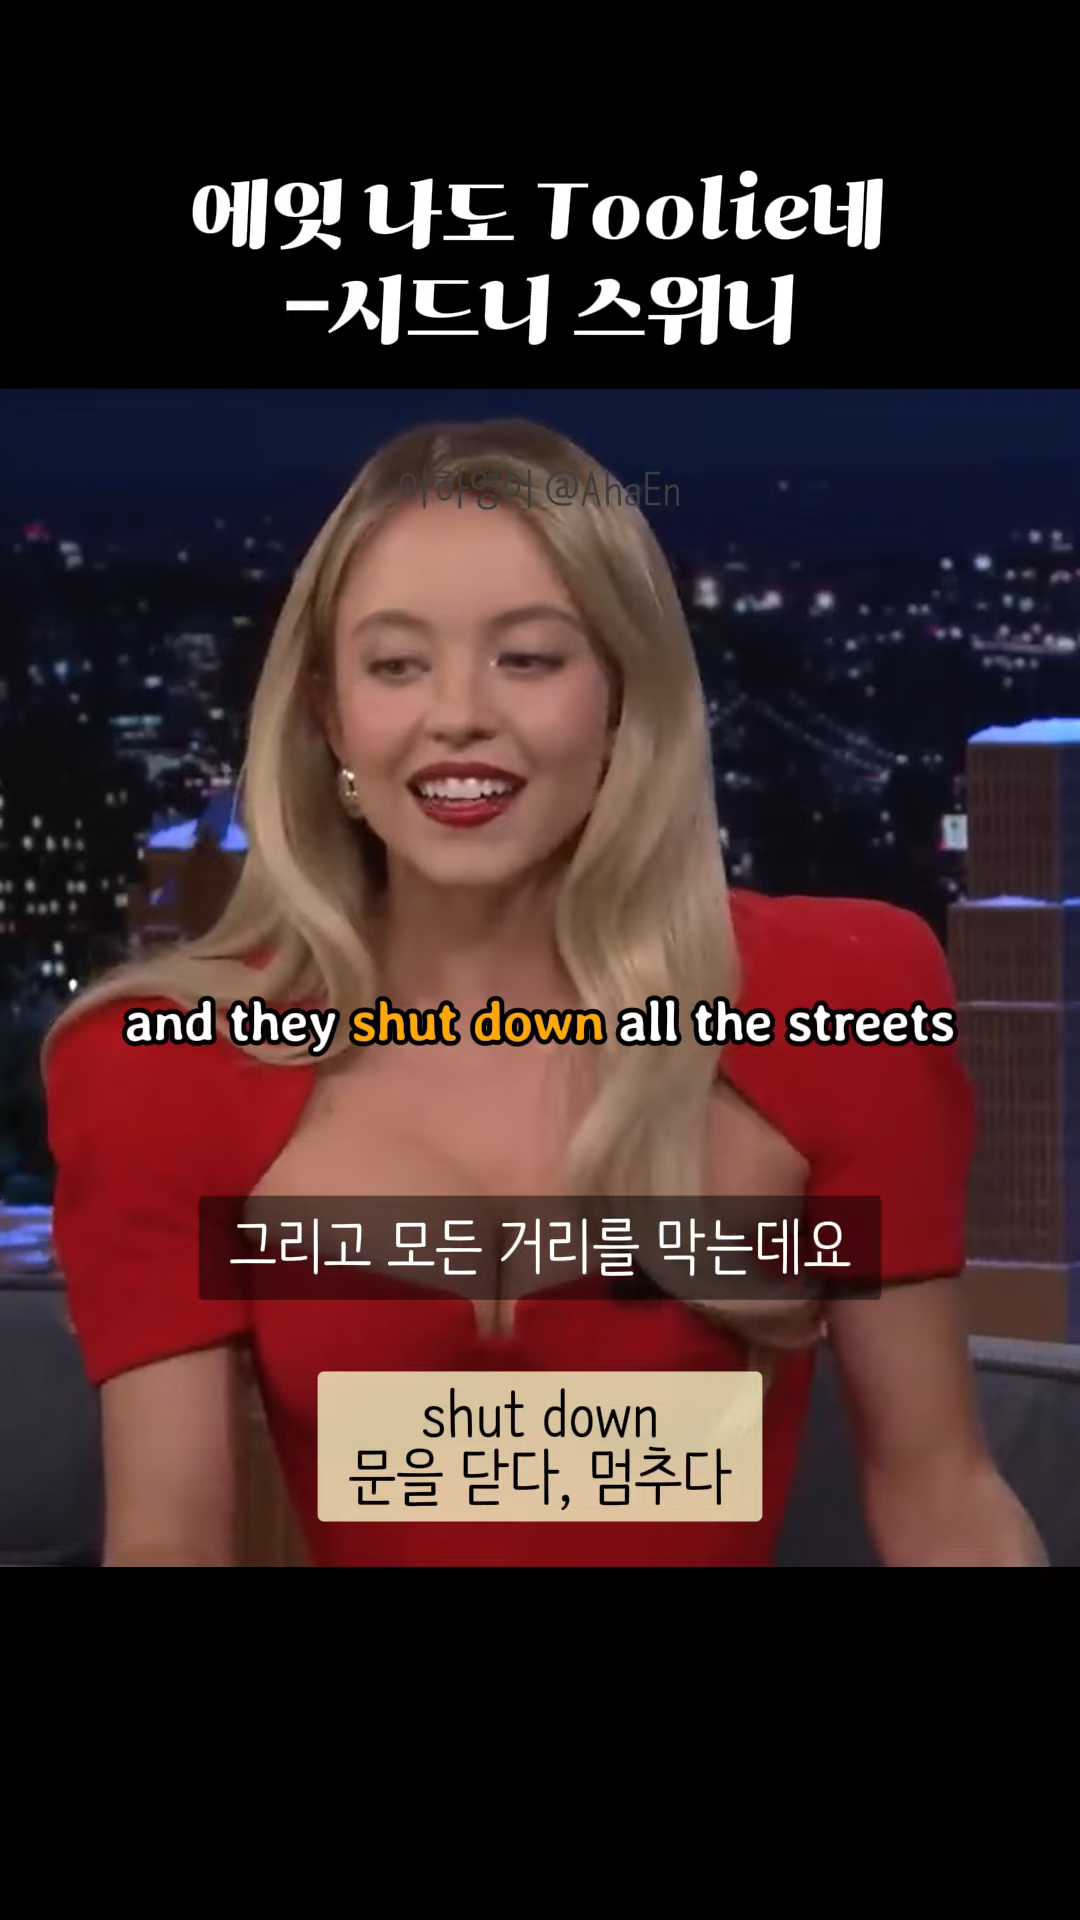 에잇 나도 Toolie네
-시드니 스위니
아하영어 @AhaEn
and they shut down all the streets
그리고 모든 거리를 막는데요
shut down
문을 닫다, 멈추다